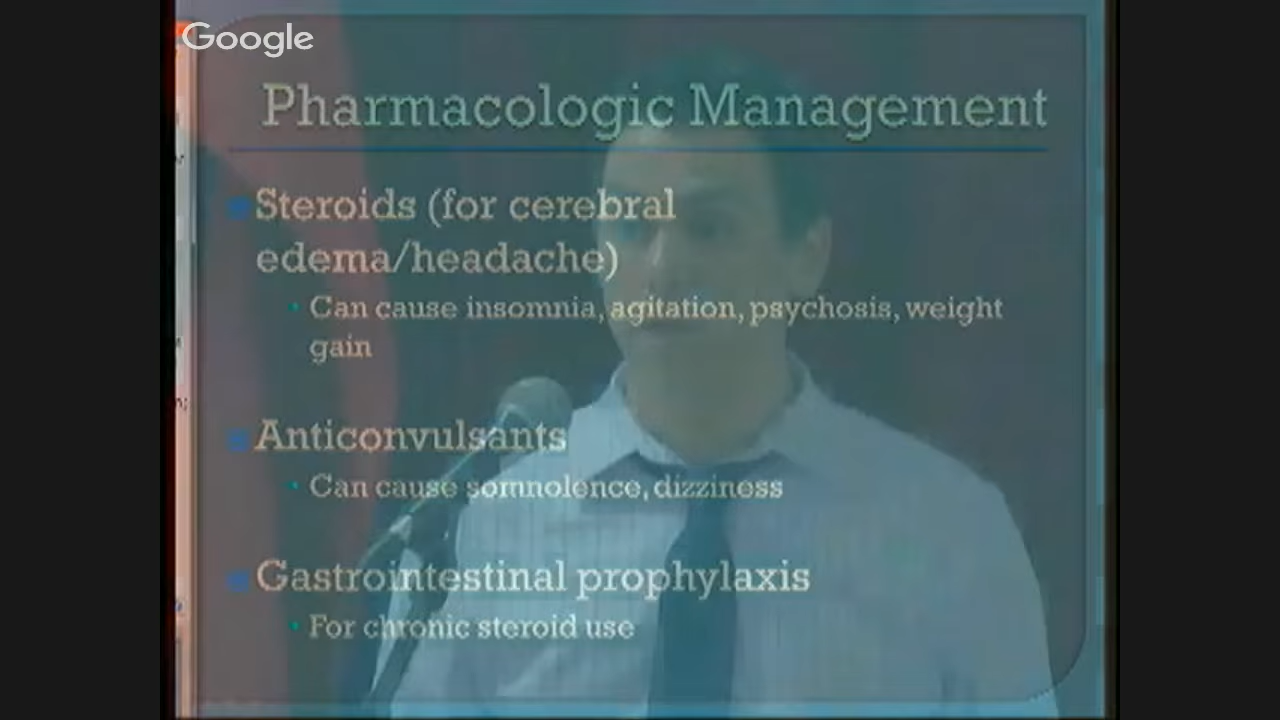 Google
Pharmacologic Management
Steroids (for cerebral
edema/headache)
Can cause insomnia, agitation, psychosis, weight
gain
Anticonvulsants
Can cause somnolence, dizziness
Gastrointestinal prophylaxis
For chronic steroid use